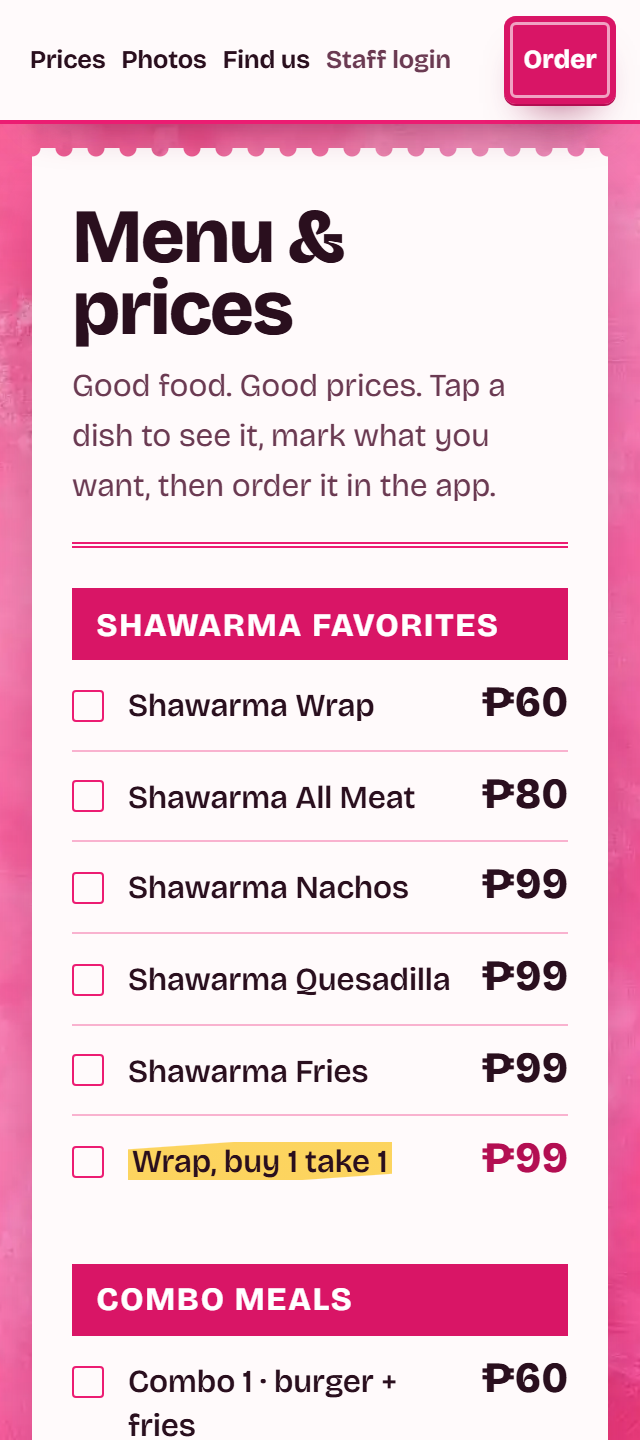 Prices Photos Find us Staff login Order
Menu &
prices
Good food. Good prices. Tap a
dish to see it, mark what you
want, then order it in the app.
SHAWARMA FAVORITES
Shawarma Wrap ₱60
Shawarma All Meat ₱80
Shawarma Nachos ₱99
Shawarma Quesadilla ₱99
Shawarma Fries ₱99
Wrap, buy 1 take 1 ₱99
COMBO MEALS
Combo 1 · burger + ₱60
fries